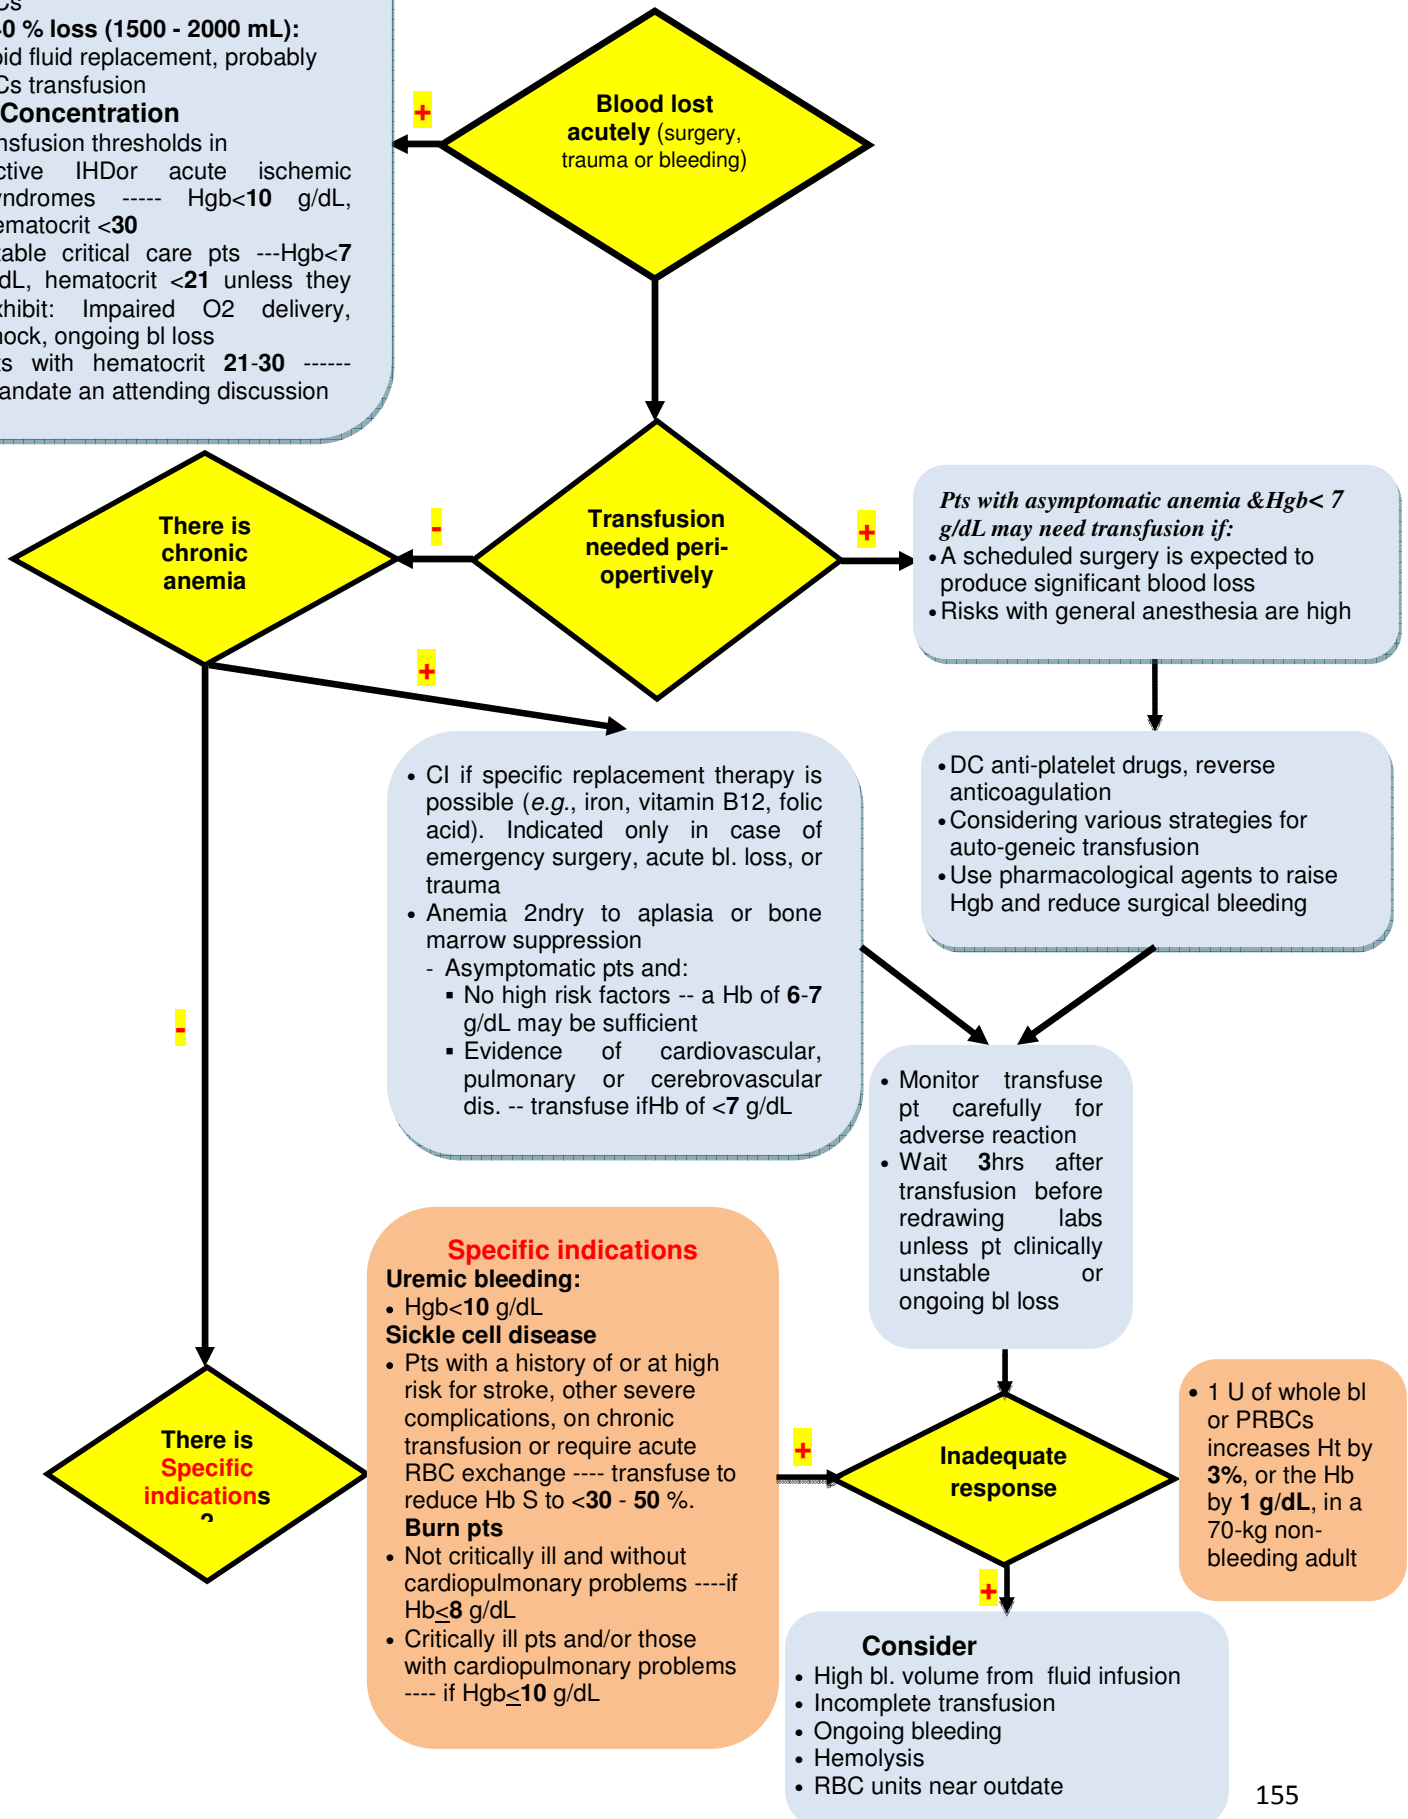 Cs
0 % loss (1500 - 2000 mL):
id fluid replacement, probably
Cs transfusion
Concentration
nsfusion thresholds in
ctive IHDor acute ischemic
yndromes ----- Hgb<10 g/dL,
ematocrit <30
table critical care pts ---Hgb<7
dL, hematocrit <21 unless they
xhibit: Impaired O2 delivery,
hock, ongoing bl loss
ts with hematocrit 21-30 ------
andate an attending discussion
+
Blood lost
acutely (surgery,
trauma or bleeding)
There is
chronic
anemia
-
Transfusion
needed peri-
opertively
+
Pts with asymptomatic anemia &Hgb< 7
g/dL may need transfusion if:
• A scheduled surgery is expected to
produce significant blood loss
• Risks with general anesthesia are high
+
• CI if specific replacement therapy is
possible (e.g., iron, vitamin B12, folic
acid). Indicated only in case of
emergency surgery, acute bl. loss, or
trauma
• Anemia 2ndry to aplasia or bone
marrow suppression
- Asymptomatic pts and:
▪ No high risk factors -- a Hb of 6-7
g/dL may be sufficient
▪ Evidence of cardiovascular,
pulmonary or cerebrovascular
dis. -- transfuse ifHb of <7 g/dL
• DC anti-platelet drugs, reverse
anticoagulation
• Considering various strategies for
auto-geneic transfusion
• Use pharmacological agents to raise
Hgb and reduce surgical bleeding
-
• Monitor transfuse
pt carefully for
adverse reaction
• Wait 3hrs after
transfusion before
redrawing labs
unless pt clinically
unstable or
ongoing bl loss
There is
Specific
indications
?
Specific indications
Uremic bleeding:
• Hgb<10 g/dL
Sickle cell disease
• Pts with a history of or at high
risk for stroke, other severe
complications, on chronic
transfusion or require acute
RBC exchange ---- transfuse to
reduce Hb S to <30 - 50 %.
Burn pts
• Not critically ill and without
cardiopulmonary problems ----if
Hb≤8 g/dL
• Critically ill pts and/or those
with cardiopulmonary problems
---- if Hgb≤10 g/dL
+
Inadequate
response
• 1 U of whole bl
or PRBCs
increases Ht by
3%, or the Hb
by 1 g/dL, in a
70-kg non-
bleeding adult
+
Consider
• High bl. volume from fluid infusion
• Incomplete transfusion
• Ongoing bleeding
• Hemolysis
• RBC units near outdate
155